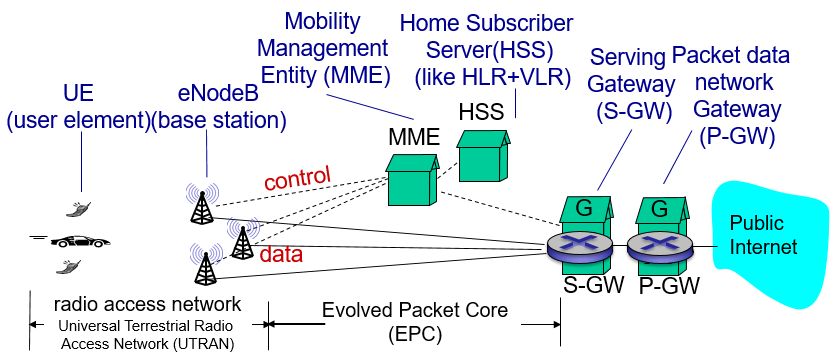 Mobility
Management
Entity (MME)
Home Subscriber
Server(HSS)
(like HLR+VLR)
Serving
Gateway
(S-GW)
Packet data
network
Gateway
(P-GW)
UE
(user element)
eNodeB
(base station)
MME
HSS
control
data
G
G
S-GW
P-GW
Public
Internet
radio access network
Universal Terrestrial Radio
Access Network (UTRAN)
Evolved Packet Core
(EPC)